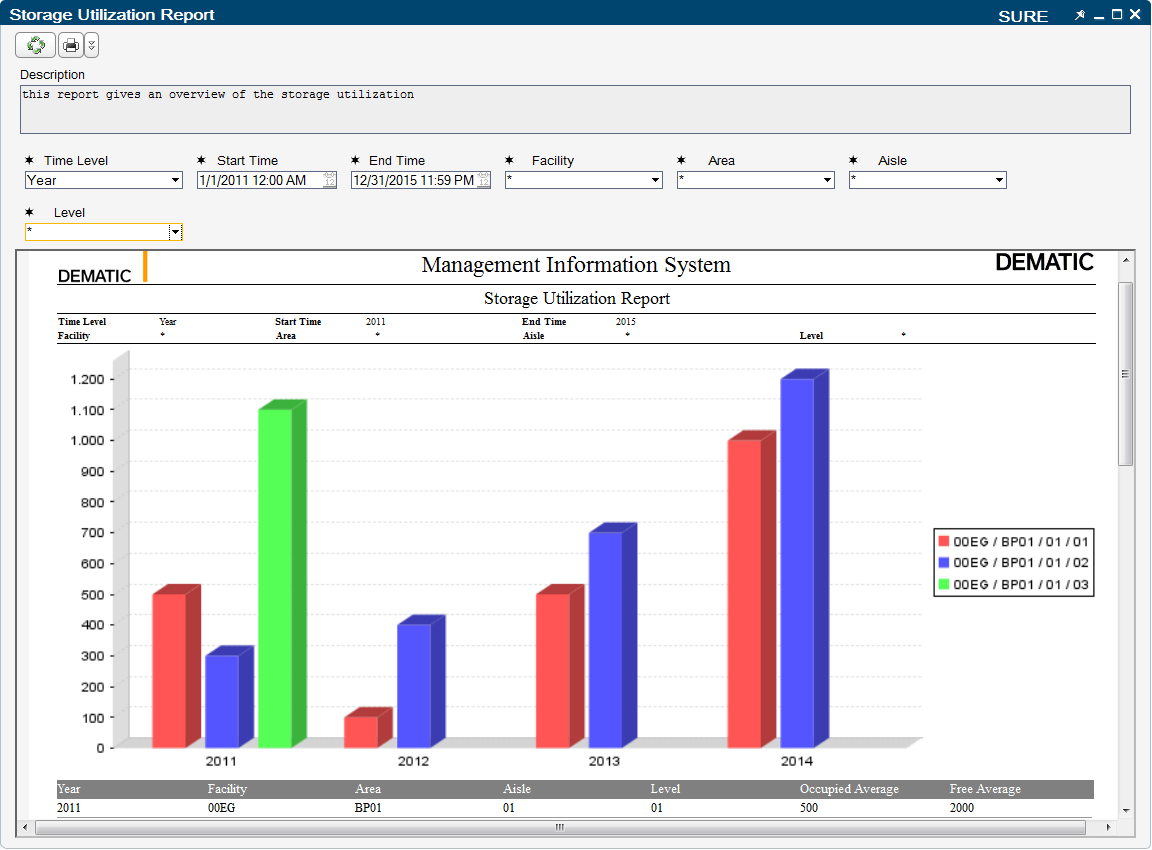 Storage Utilization Report SURE
Description
this report gives an overview of the storage utilization
✶ Time Level ✶ Start Time ✶ End Time ✶ Facility ✶ Area ✶ Aisle
Year 1/1/2011 12:00 AM 12 12/31/2015 11:59 PM 12 * * *
✶ Level
*
DEMATIC Management Information System DEMATIC
Storage Utilization Report
Time Level Year Start Time 2011 End Time 2015
Facility * Area * Aisle * Level *
1.200
1.100
1.000
900
800
700
600
500
400
300
200
100
0
2011 2012 2013 2014
00EG / BP01 / 01 / 01
00EG / BP01 / 01 / 02
00EG / BP01 / 01 / 03
Year Facility Area Aisle Level Occupied Average Free Average
2011 00EG BP01 01 01 500 2000